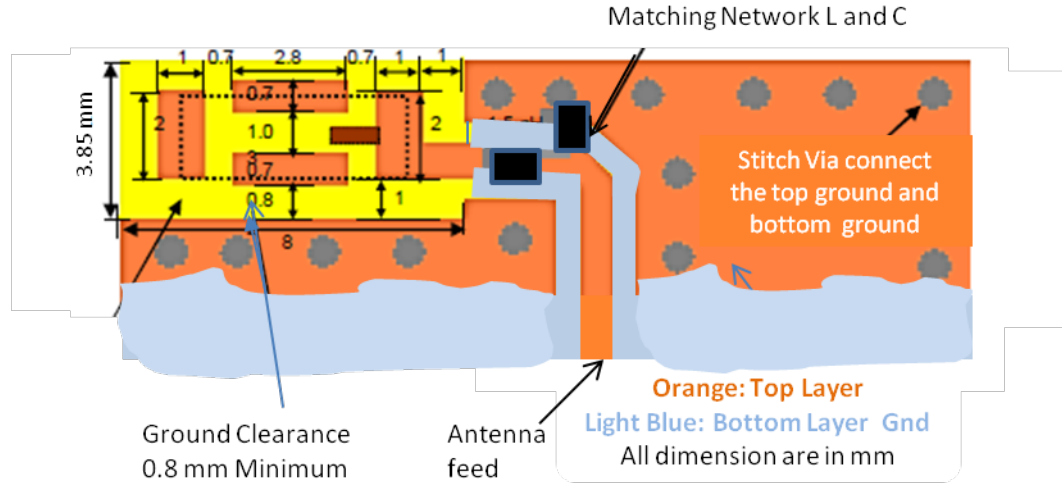 Matching Network L and C
1
0.7
2.8
0.7
1
1
3.85 mm
2
0.7
1.0
3
0.7
0.8
2
1
8
Stitch Via connect
the top ground and
bottom ground
Orange: Top Layer
Light Blue: Bottom Layer Gnd
All dimension are in mm
Ground Clearance
0.8 mm Minimum
Antenna
feed